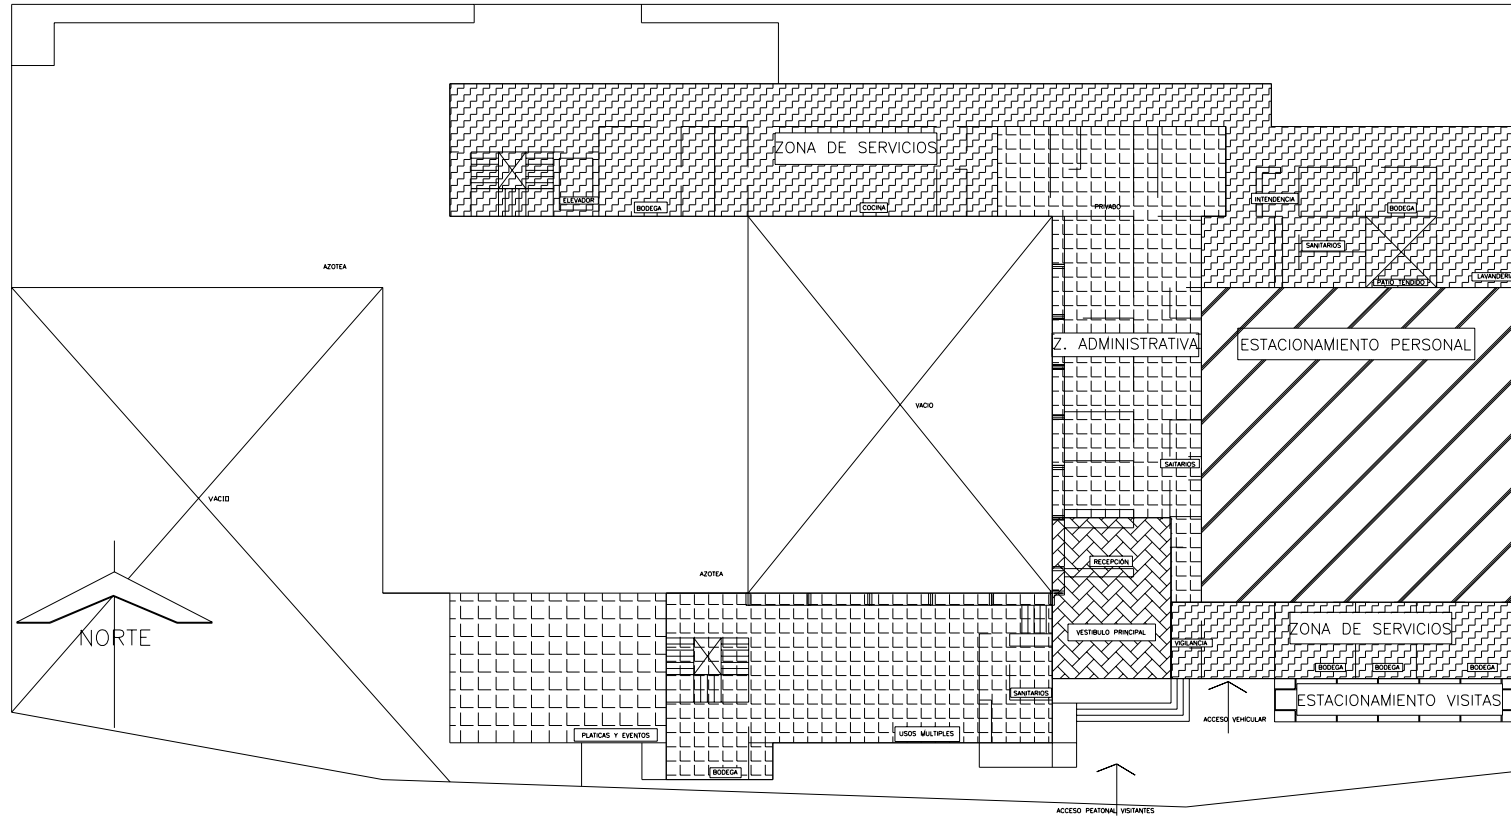 ZONA DE SERVICIOS
ELEVADOR
BODEGA
COCINA
PRIVADO
INTENDENCIA
BODEGA
SANITARIOS
AZOTEA
LAVANDERI
PATIO TENDIDO
Z. ADMINISTRATIVA
ESTACIONAMIENTO PERSONAL
VACIO
SAITARIOS
VACIO
RECEPCIÓN
AZOTEA
NORTE
VESTIBULO PRINCIPAL
ZONA DE SERVICIOS
VIGILANCIA
BODEGA
BODEGA
BODEGA
SANITARIOS
ESTACIONAMIENTO VISITAS
ACCESO VEHÍCULAR
PLATICAS Y EVENTOS
USOS MULTIPLES
BODEGA
ACCESO PEATONAL VISITANTES